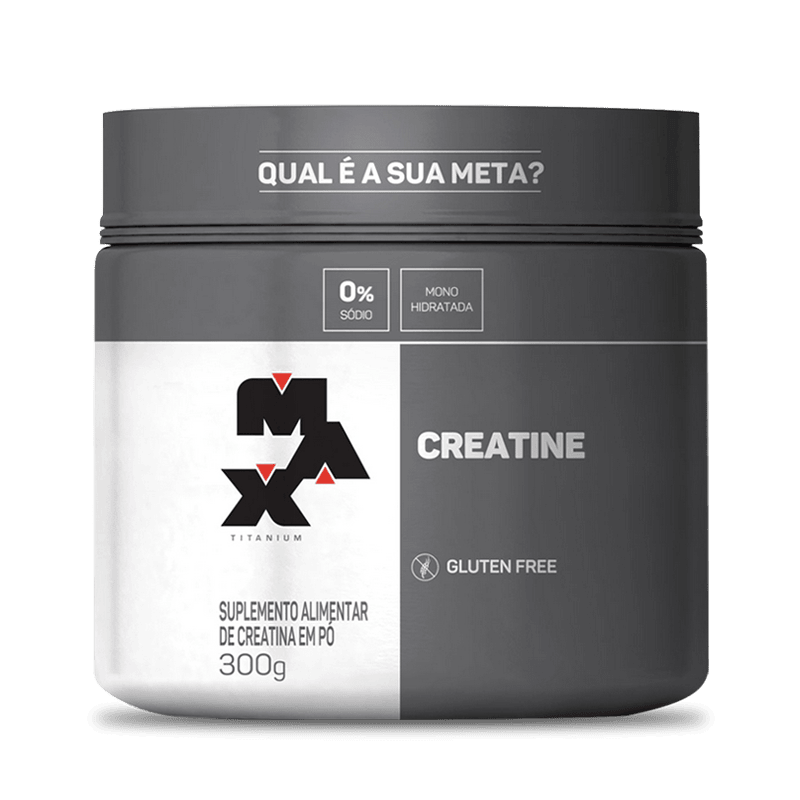 QUAL É A SUA META?
0%
SÓDIO
MONO
HIDRATADA
MAX
TITANIUM
CREATINE
GLUTEN FREE
SUPLEMENTO ALIMENTAR
DE CREATINA EM PÓ
300g